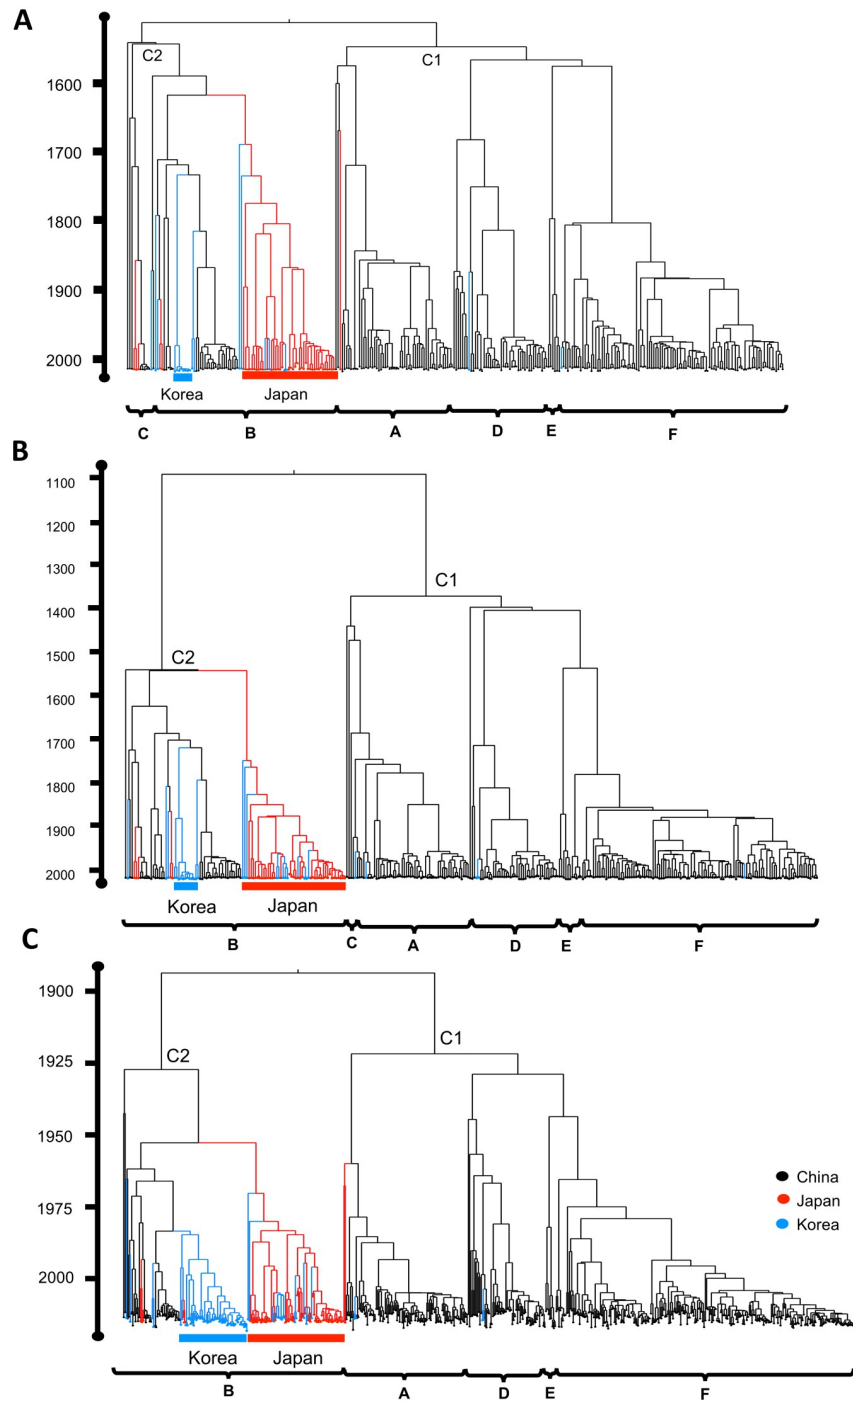 A
C2
C1
1600
1700
1800
1900
2000
Korea
Japan
C
B
A
D
E
F
B
1100
1200
1300
1400
1500
1600
1700
1800
1900
2000
C1
C2
Korea
Japan
B
C
A
D
E
F
C
1900
1925
1950
1975
2000
C2
C1
China
Japan
Korea
Korea
Japan
B
A
D
E
F